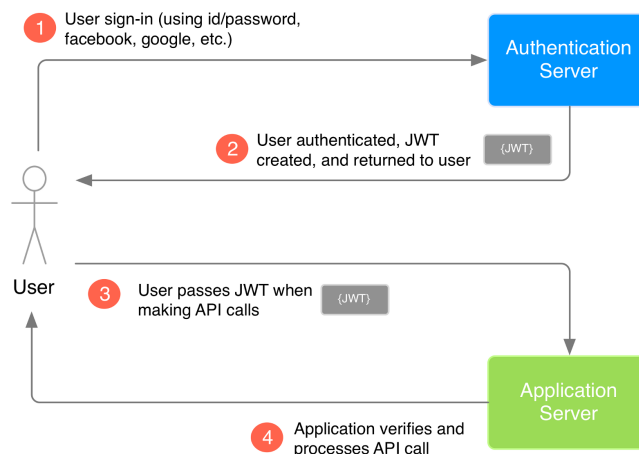 1
User sign-in (using id/password,
facebook, google, etc.)
Authentication
Server
2
User authenticated, JWT
created, and returned to user
{JWT}
User
3
User passes JWT when
making API calls
{JWT}
Application
Server
4
Application verifies and
processes API call